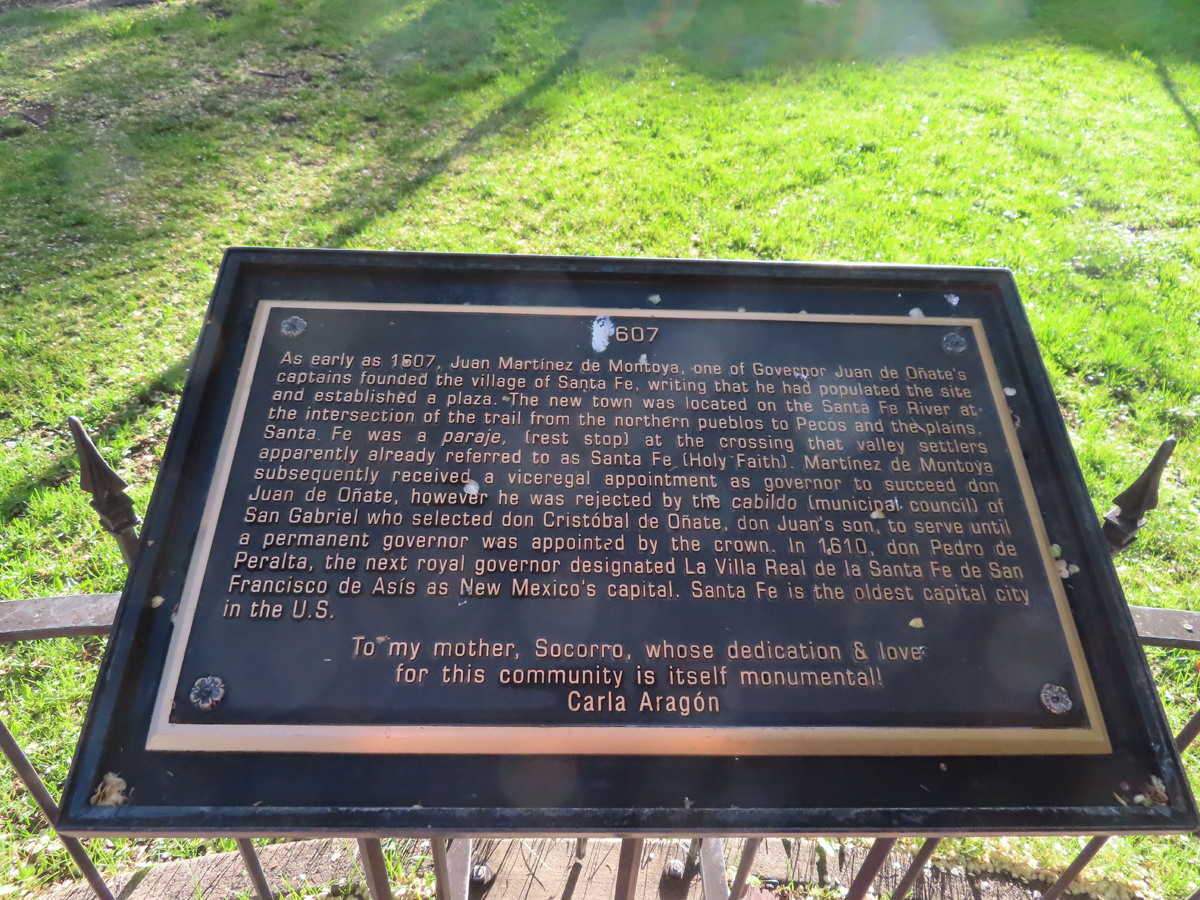 1607
As early as 1607, Juan Martínez de Montoya, one of Governor Juan de Oñate's
captains founded the village of Santa Fe, writing that he had populated the site
and established a plaza. The new town was located on the Santa Fe River at
the intersection of the trail from the northern pueblos to Pecos and the plains.
Santa Fe was a paraje, (rest stop) at the crossing that valley settlers
apparently already referred to as Santa Fe (Holy Faith). Martínez de Montoya
subsequently received a viceregal appointment as governor to succeed don
Juan de Oñate, however he was rejected by the cabildo (municipal council) of
San Gabriel who selected don Cristóbal de Oñate, don Juan's son, to serve until
a permanent governor was appointed by the crown. In 1610, don Pedro de
Peralta, the next royal governor designated La Villa Real de la Santa Fe de San
Francisco de Asís as New Mexico's capital. Santa Fe is the oldest capital city
in the U.S.
To my mother, Socorro, whose dedication & love
for this community is itself monumental!
Carla Aragón